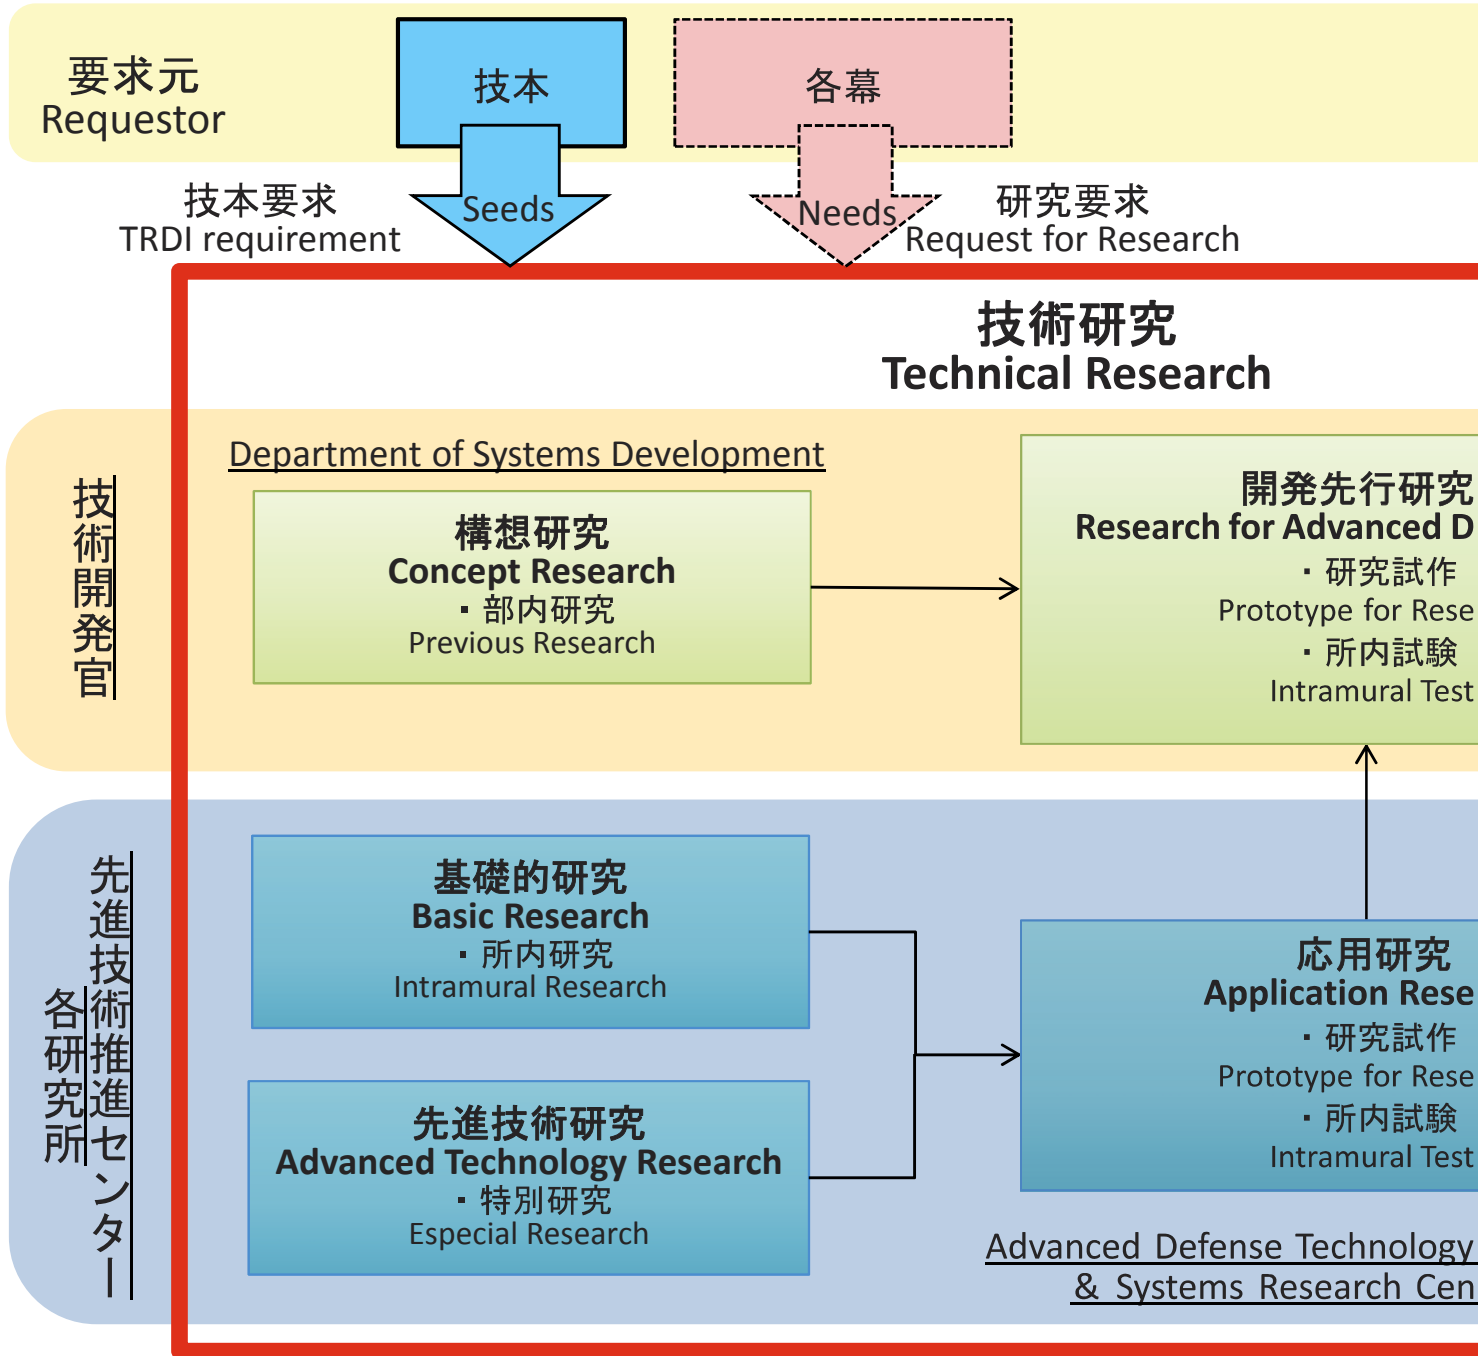 要求元
Requestor
技本
各幕
技本要求
TRDI requirement
Seeds
Needs
研究要求
Request for Research
技術研究
Technical Research
技術開発官
Department of Systems Development
構想研究
Concept Research
・部内研究
Previous Research
開発先行研究
Research for Advanced D
・研究試作
Prototype for Rese
・所内試験
Intramural Test
先進技術推進センター
各研究所
基礎的研究
Basic Research
・所内研究
Intramural Research
先進技術研究
Advanced Technology Research
・特別研究
Especial Research
応用研究
Application Rese
・研究試作
Prototype for Rese
・所内試験
Intramural Test
Advanced Defense Technology
& Systems Research Cen